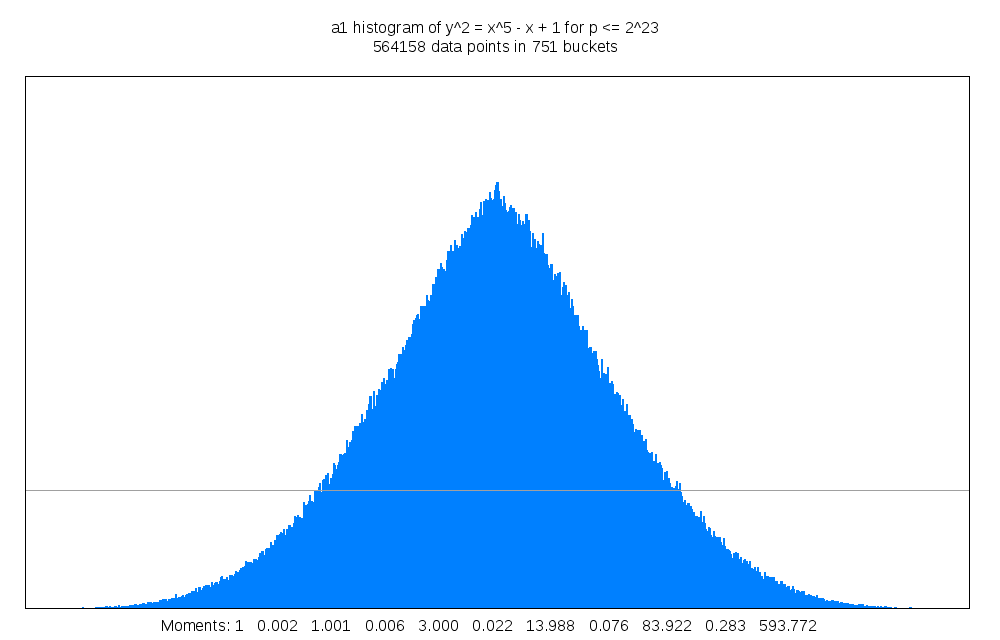 a1 histogram of y^2 = x^5 - x + 1 for p <= 2^23
564158 data points in 751 buckets
Moments: 1 0.002 1.001 0.006 3.000 0.022 13.988 0.076 83.922 0.283 593.772